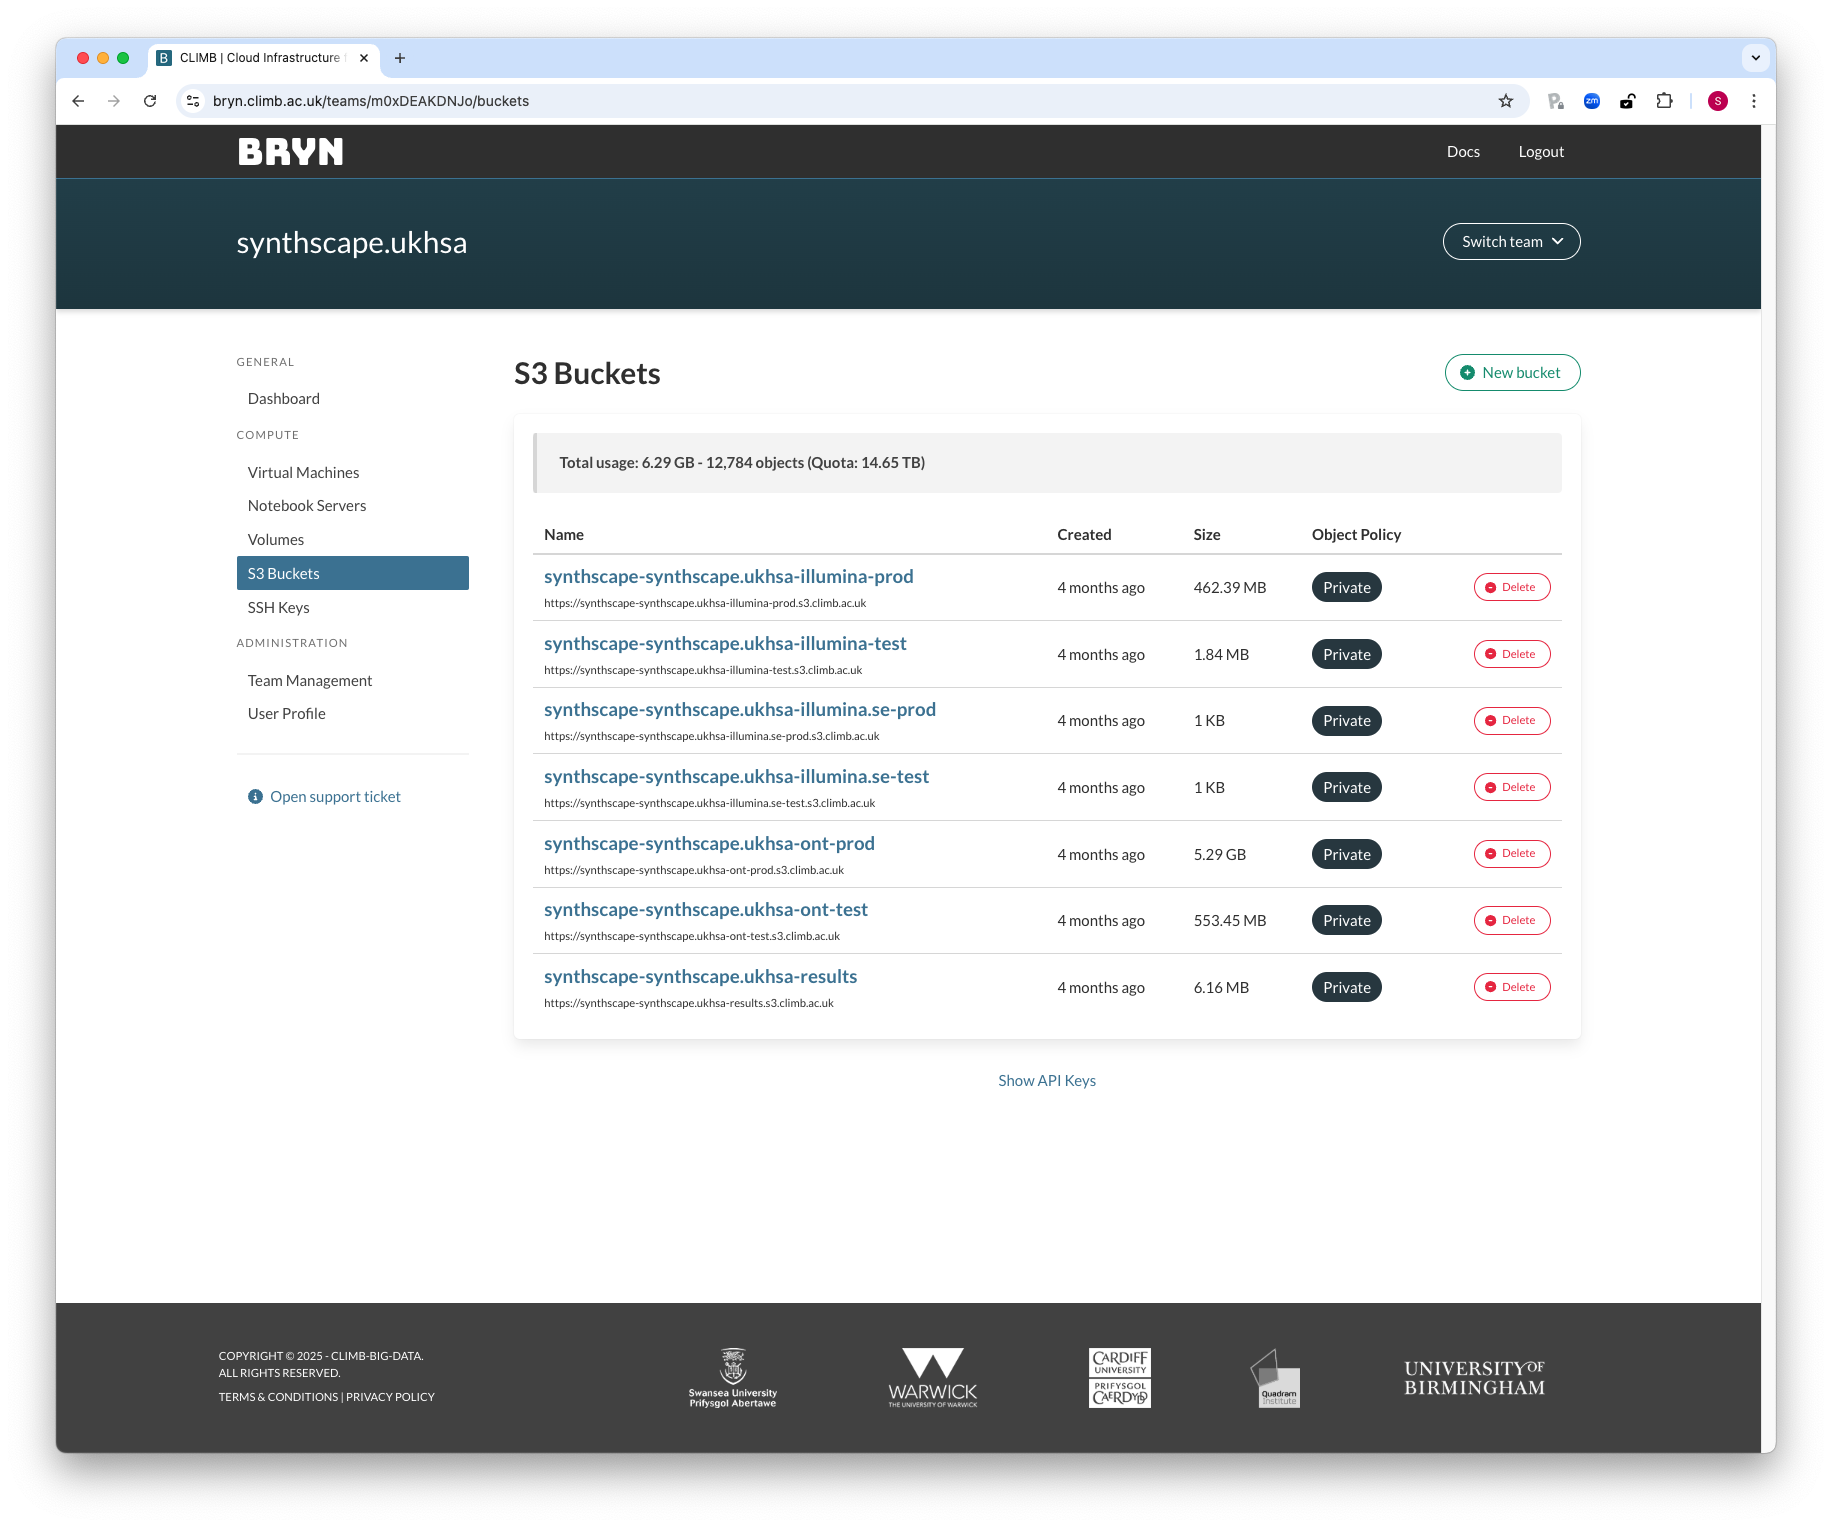 CLIMB | Cloud Infrastructure
bryn.climb.ac.uk/teams/m0xDEAKDNJo/buckets
zm
S
BRYN
Docs
Logout
synthscape.ukhsa
Switch team
GENERAL
Dashboard
COMPUTE
Virtual Machines
Notebook Servers
Volumes
S3 Buckets
SSH Keys
ADMINISTRATION
Team Management
User Profile
Open support ticket
S3 Buckets
New bucket
Total usage: 6.29 GB - 12,784 objects (Quota: 14.65 TB)
Name Created Size Object Policy
synthscape-synthscape.ukhsa-illumina-prod
https://synthscape-synthscape.ukhsa-illumina-prod.s3.climb.ac.uk
4 months ago 462.39 MB Private Delete
synthscape-synthscape.ukhsa-illumina-test
https://synthscape-synthscape.ukhsa-illumina-test.s3.climb.ac.uk
4 months ago 1.84 MB Private Delete
synthscape-synthscape.ukhsa-illumina.se-prod
https://synthscape-synthscape.ukhsa-illumina.se-prod.s3.climb.ac.uk
4 months ago 1 KB Private Delete
synthscape-synthscape.ukhsa-illumina.se-test
https://synthscape-synthscape.ukhsa-illumina.se-test.s3.climb.ac.uk
4 months ago 1 KB Private Delete
synthscape-synthscape.ukhsa-ont-prod
https://synthscape-synthscape.ukhsa-ont-prod.s3.climb.ac.uk
4 months ago 5.29 GB Private Delete
synthscape-synthscape.ukhsa-ont-test
https://synthscape-synthscape.ukhsa-ont-test.s3.climb.ac.uk
4 months ago 553.45 MB Private Delete
synthscape-synthscape.ukhsa-results
https://synthscape-synthscape.ukhsa-results.s3.climb.ac.uk
4 months ago 6.16 MB Private Delete
Show API Keys
COPYRIGHT © 2025 - CLIMB-BIG-DATA.
ALL RIGHTS RESERVED.
TERMS & CONDITIONS | PRIVACY POLICY
Swansea University
Prifysgol Abertawe
WARWICK
THE UNIVERSITY OF WARWICK
CARDIFF
UNIVERSITY
PRIFYSGOL
CAERDYDD
Quadram
Institute
UNIVERSITY OF
BIRMINGHAM